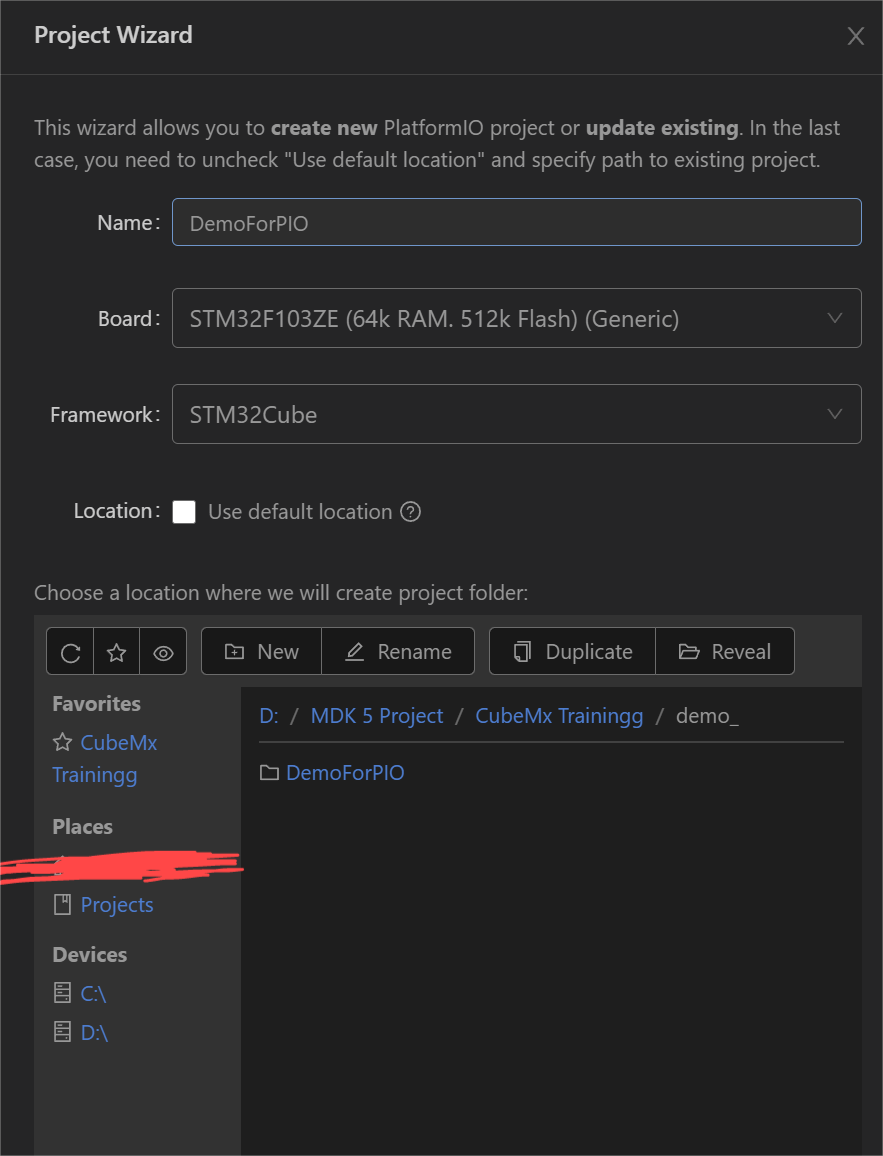 Project Wizard
This wizard allows you to create new PlatformIO project or update existing. In the last
case, you need to uncheck "Use default location" and specify path to existing project.
Name: DemoForPIO
Board: STM32F103ZE (64k RAM. 512k Flash) (Generic)
Framework: STM32Cube
Location: Use default location
Choose a location where we will create project folder:
New Rename Duplicate Reveal
Favorites
CubeMx
Trainingg
Places
Projects
Devices
C:\
D:\
D: / MDK 5 Project / CubeMx Trainingg / demo_
DemoForPIO